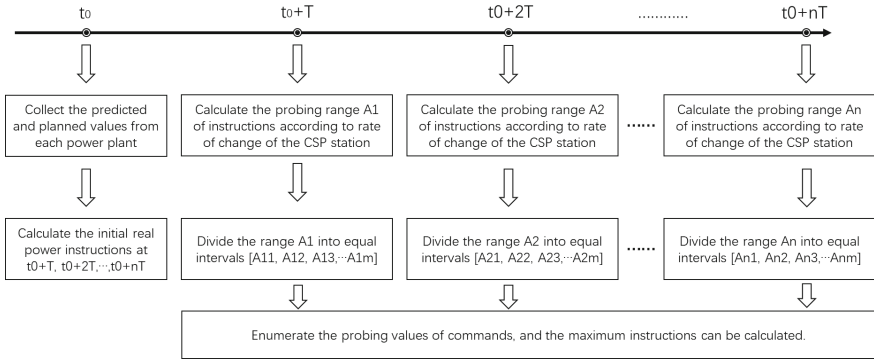 t0 t0+T t0+2T ………… t0+nT
Collect the predicted
and planned values from
each power plant
Calculate the probing range A1
of instructions according to rate
of change of the CSP station
Calculate the probing range A2
of instructions according to rate
of change of the CSP station
……
Calculate the probing range An
of instructions according to rate
of change of the CSP station
Calculate the initial real
power instructions at
t0+T, t0+2T,···,t0+nT
Divide the range A1 into equal
intervals [A11, A12, A13,···A1m]
Divide the range A2 into equal
intervals [A21, A22, A23,···A2m]
……
Divide the range An into equal
intervals [An1, An2, An3,···Anm]
Enumerate the probing values of commands, and the maximum instructions can be calculated.